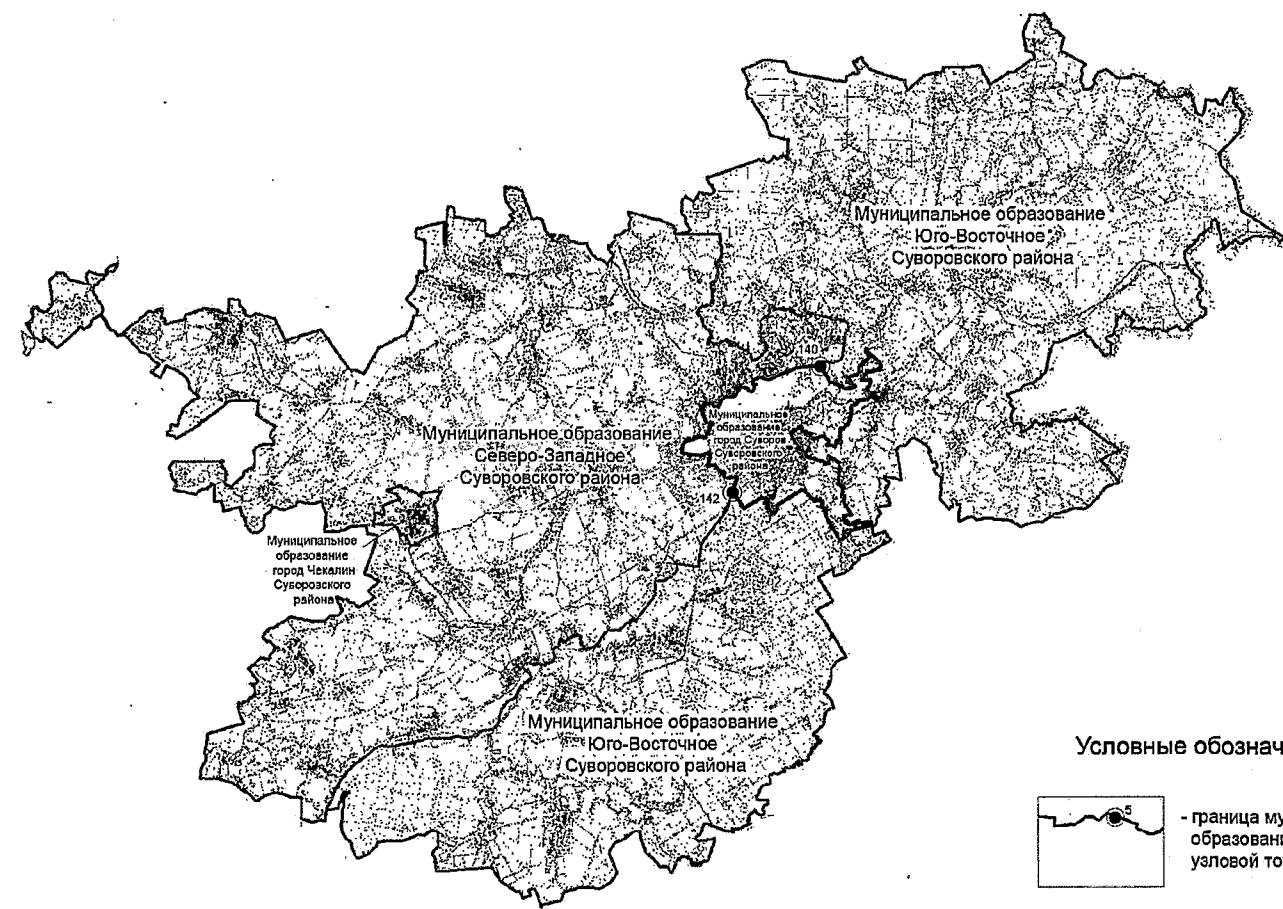 Муниципальное образование
Юго-Восточное
Суворовского района
140
Муниципальное
образование
город Суворов
Суворовского
района
Муниципальное образование
Северо-Западное
Суворовского района
142
Муниципальное
образование
город Чекалин
Суворовского
района
Муниципальное образование
Юго-Восточное
Суворовского района
Условные обознач
5
- граница му
образовани
узловой то